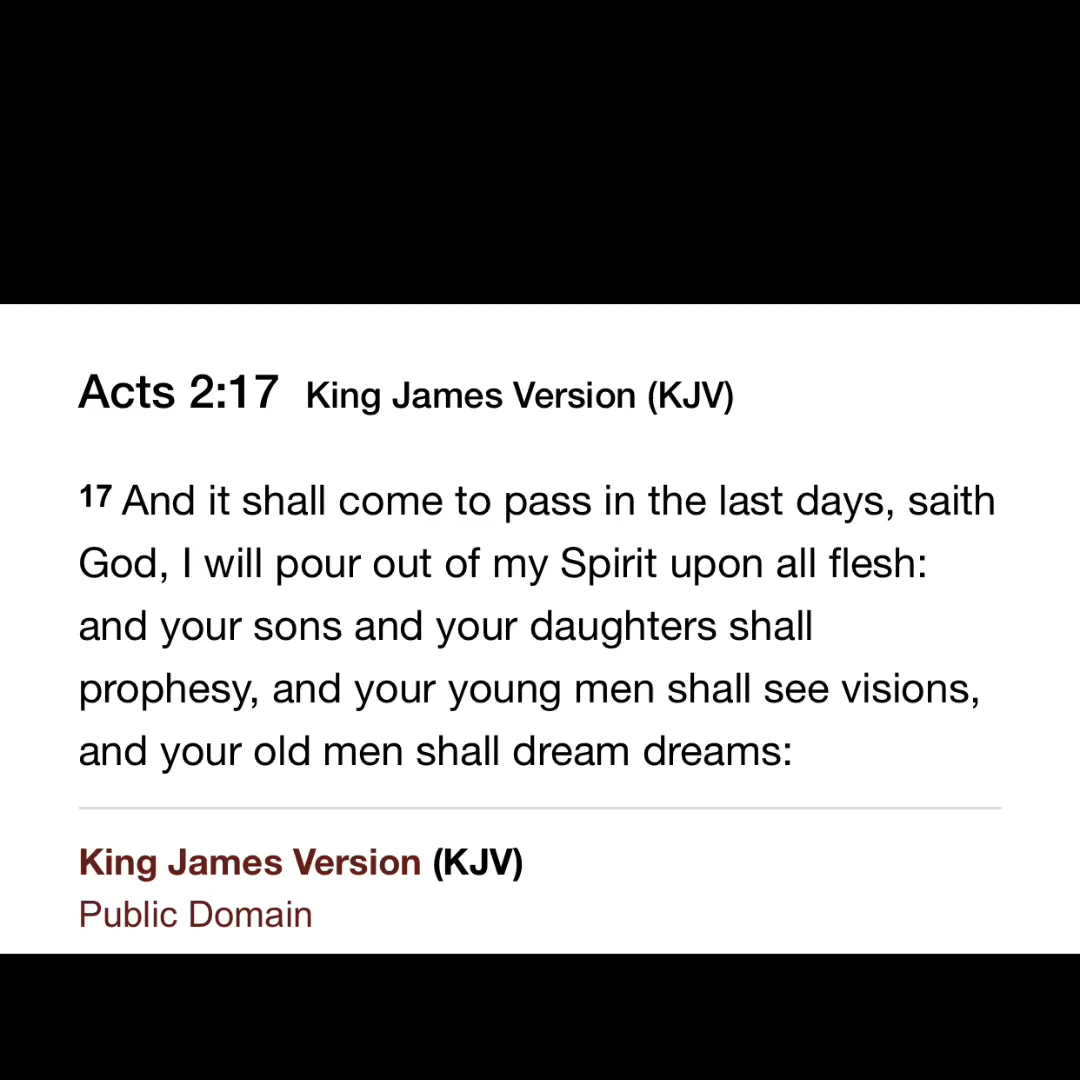 Acts 2:17 King James Version (KJV)
17 And it shall come to pass in the last days, saith
God, I will pour out of my Spirit upon all flesh:
and your sons and your daughters shall
prophesy, and your young men shall see visions,
and your old men shall dream dreams:
King James Version (KJV)
Public Domain